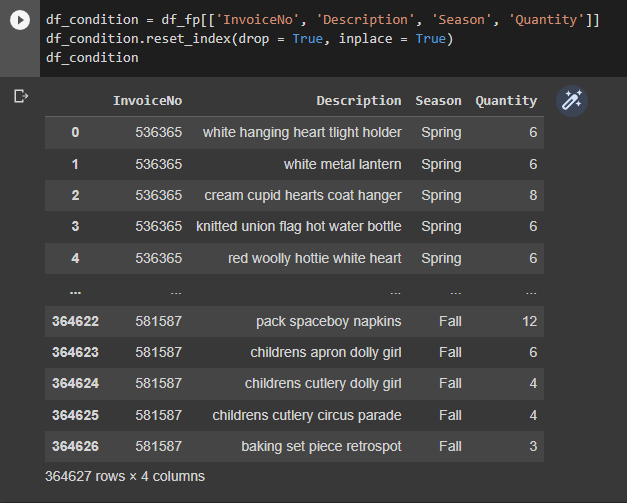 df_condition = df_fp[['InvoiceNo', 'Description', 'Season', 'Quantity']]
df_condition.reset_index(drop = True, inplace = True)
df_condition
InvoiceNo Description Season Quantity
0 536365 white hanging heart tlight holder Spring 6
1 536365 white metal lantern Spring 6
2 536365 cream cupid hearts coat hanger Spring 8
3 536365 knitted union flag hot water bottle Spring 6
4 536365 red woolly hottie white heart Spring 6
... ... ... ... ...
364622 581587 pack spaceboy napkins Fall 12
364623 581587 childrens apron dolly girl Fall 6
364624 581587 childrens cutlery dolly girl Fall 4
364625 581587 childrens cutlery circus parade Fall 4
364626 581587 baking set piece retrospot Fall 3
364627 rows × 4 columns